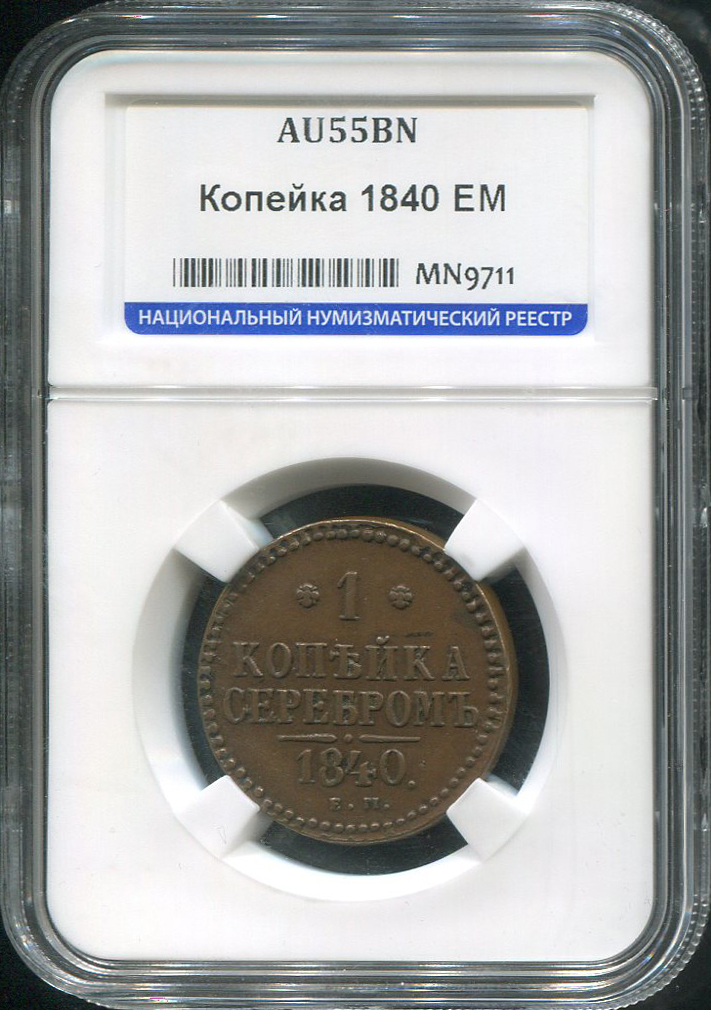 AU55BN
Копейка 1840 ЕМ
MN9711
НАЦИОНАЛЬНЫЙ НУМИЗМАТИЧЕСКИЙ РЕЕСТР
1
КОПѢЙКА
СЕРЕБРОМЪ
1840.
Е. М.